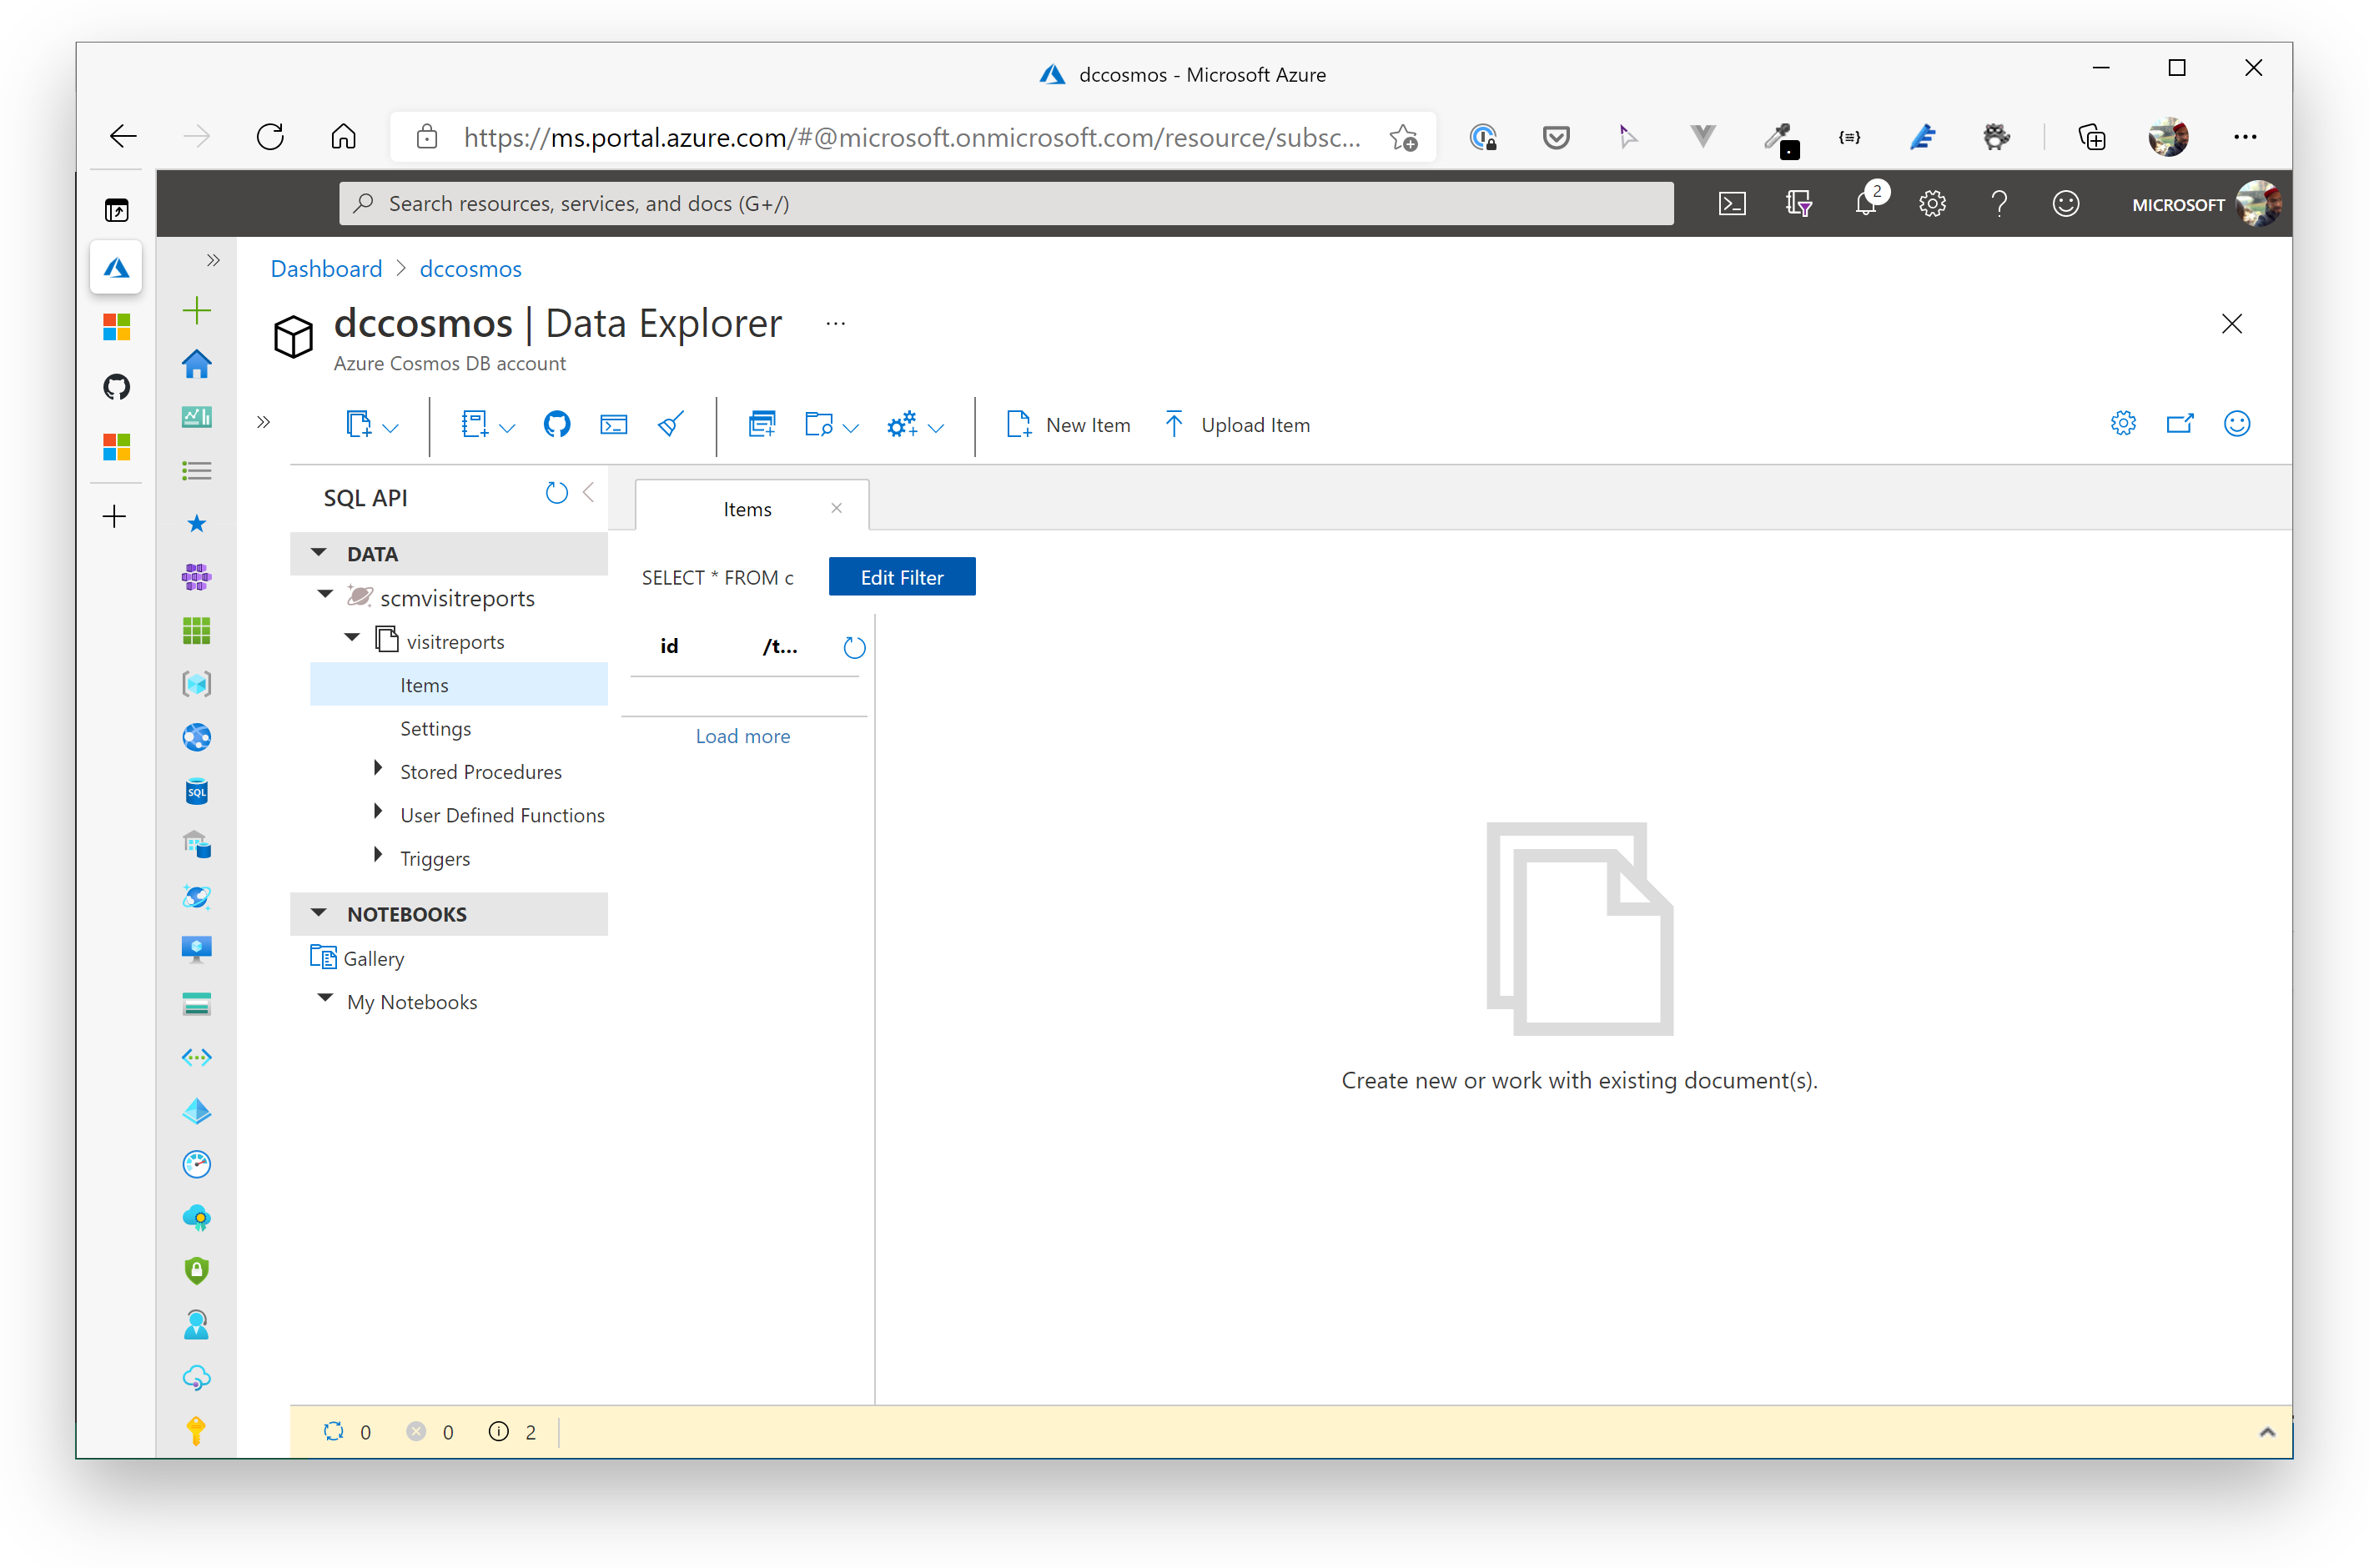 dccosmos - Microsoft Azure
https://ms.portal.azure.com/#@microsoft.onmicrosoft.com/resource/subsc...
Search resources, services, and docs (G+/)
2
MICROSOFT
Dashboard > dccosmos
dccosmos | Data Explorer ...
Azure Cosmos DB account
New Item
Upload Item
SQL API
Items
DATA
SELECT * FROM c
Edit Filter
scmvisitreports
visitreports
id
/t...
Items
Settings
Load more
Stored Procedures
User Defined Functions
Triggers
SQL
NOTEBOOKS
Gallery
My Notebooks
Create new or work with existing document(s).
0 0 2